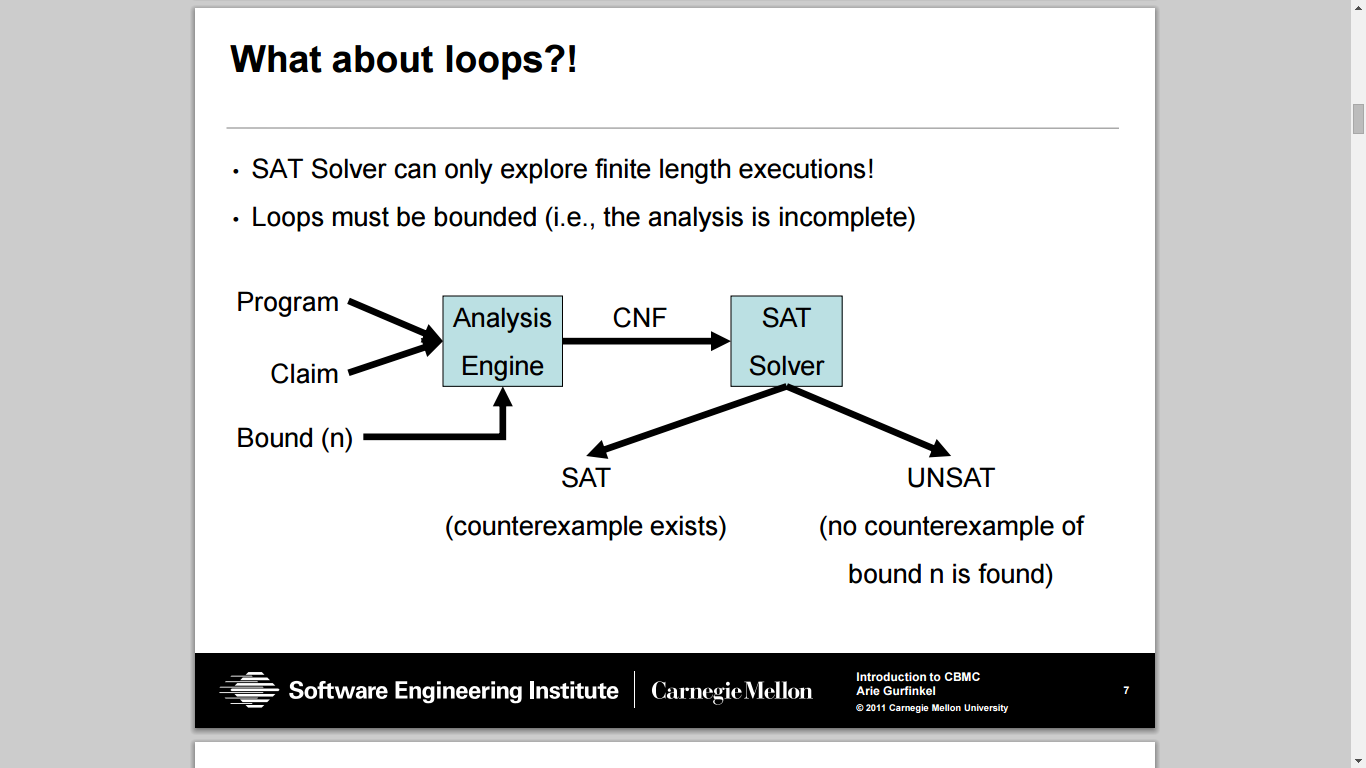 What about loops?!
• SAT Solver can only explore finite length executions!
• Loops must be bounded (i.e., the analysis is incomplete)
Program
Claim
Bound (n)
Analysis
Engine
CNF
SAT
Solver
SAT
(counterexample exists)
UNSAT
(no counterexample of
bound n is found)
Software Engineering Institute
Carnegie Mellon
Introduction to CBMC
Arie Gurfinkel
© 2011 Carnegie Mellon University
7